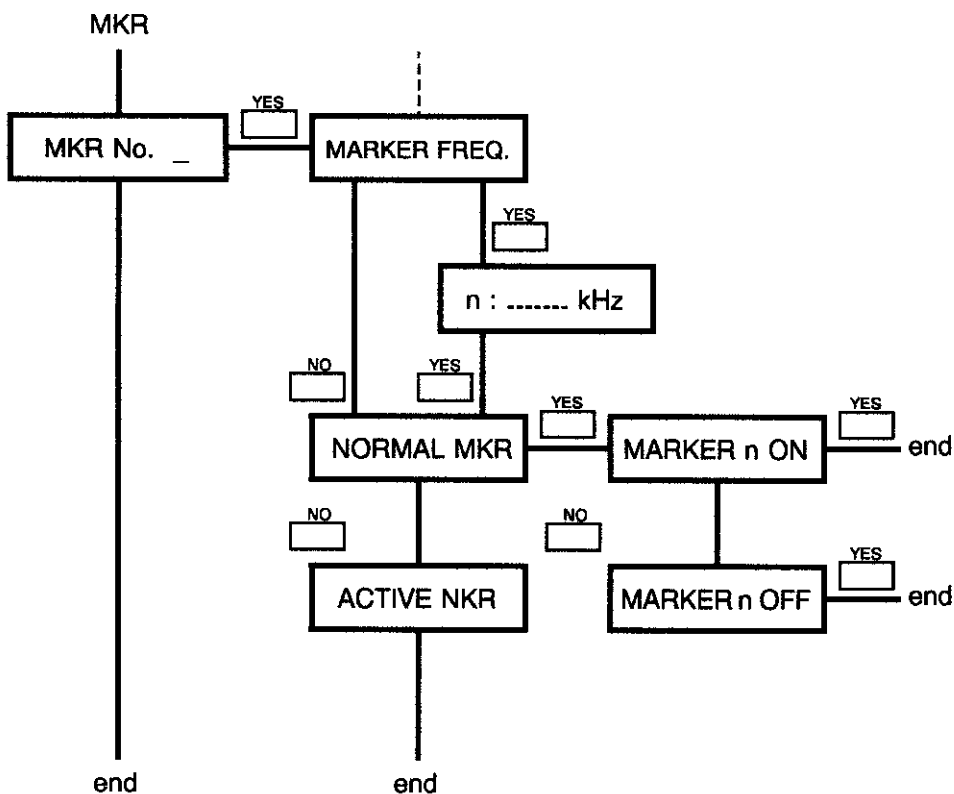 MKR
YES
MKR No. _
MARKER FREQ.
YES
n : ....... kHz
NO
YES
YES
YES
NORMAL MKR
MARKER n ON
end
NO
NO
YES
ACTIVE NKR
MARKER n OFF
end
end
end